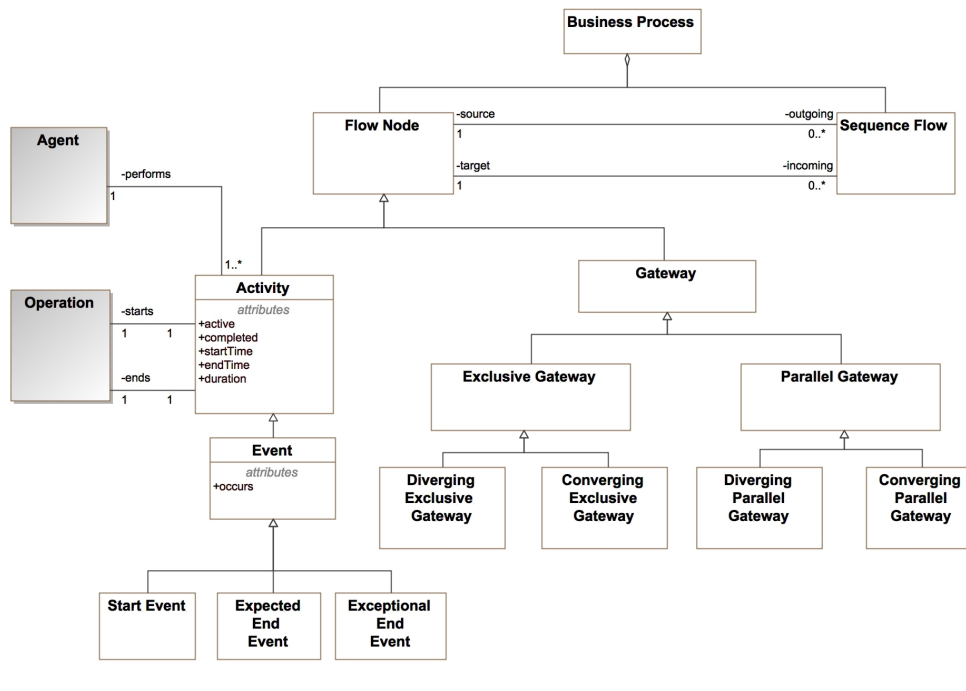 Business Process
Flow Node
-source
1
-outgoing
0..*
Sequence Flow
-target
1
-incoming
0..*
Agent
-performs
1
1..*
Gateway
Operation
-starts
1
1
-ends
1
1
Activity
attributes
+active
+completed
+startTime
+endTime
+duration
Exclusive Gateway
Parallel Gateway
Event
attributes
+occurs
Diverging
Exclusive
Gateway
Converging
Exclusive
Gateway
Diverging
Parallel
Gateway
Converging
Parallel
Gateway
Start Event
Expected
End
Event
Exceptional
End
Event